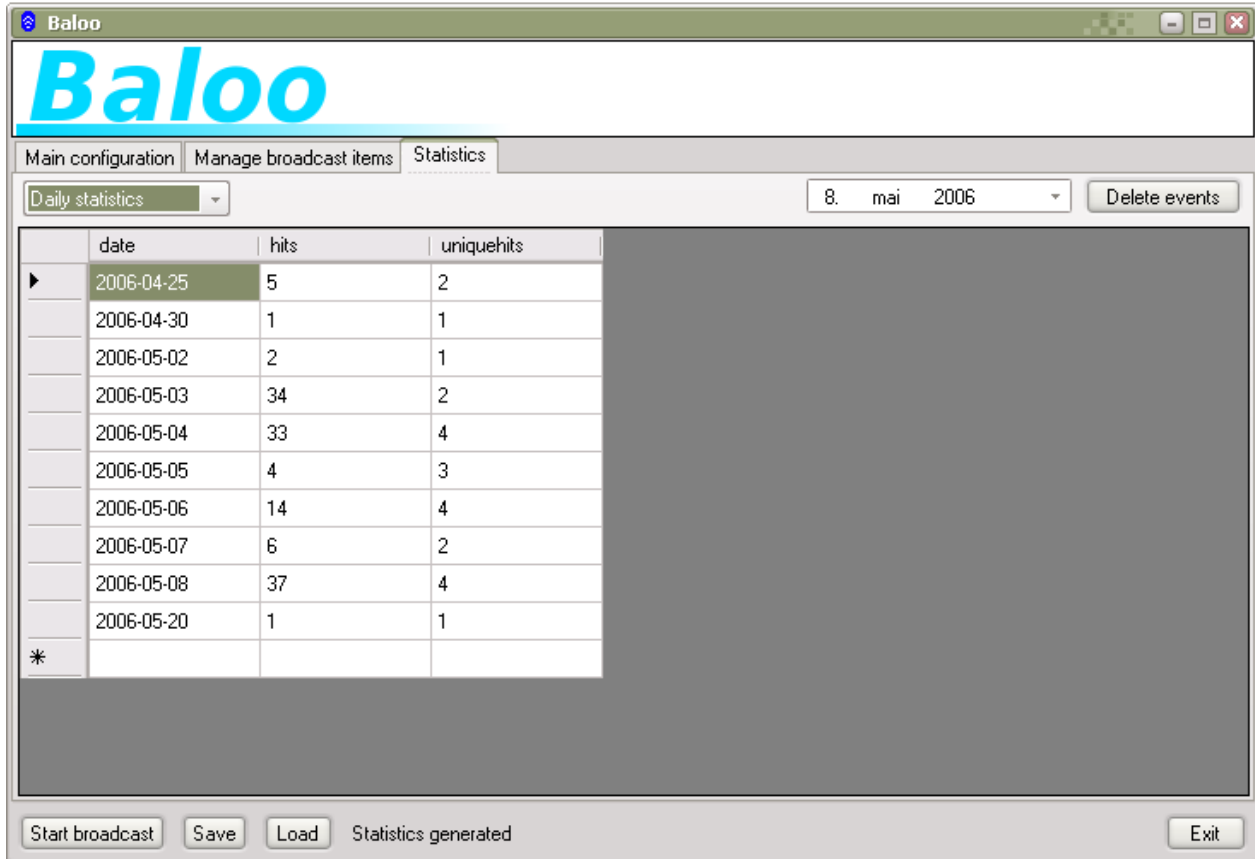 Baloo
Baloo
Main configuration Manage broadcast items Statistics
Daily statistics 8. mai 2006 Delete events
date hits uniquehits
2006-04-25 5 2
2006-04-30 1 1
2006-05-02 2 1
2006-05-03 34 2
2006-05-04 33 4
2006-05-05 4 3
2006-05-06 14 4
2006-05-07 6 2
2006-05-08 37 4
2006-05-20 1 1
Start broadcast Save Load Statistics generated Exit